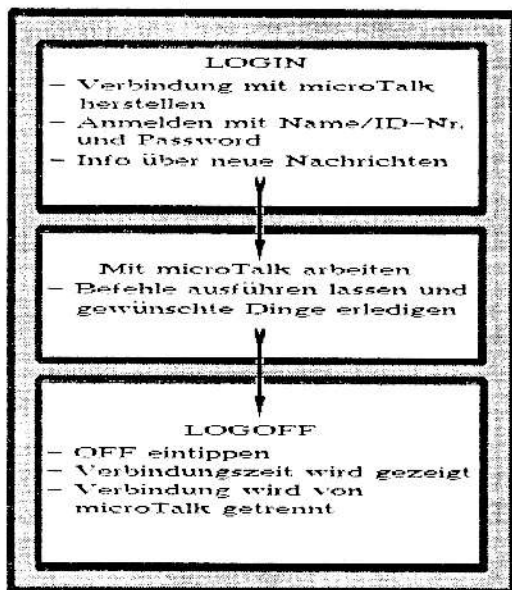 LOGIN
– Verbindung mit microTalk
herstellen
– Anmelden mit Name/ID-Nr.
und Password
– Info über neue Nachrichten
Mit microTalk arbeiten
– Befehle ausführen lassen und
gewünschte Dinge erledigen
LOGOFF
– OFF eintippen
– Verbindungszeit wird gezeigt
– Verbindung wird von
microTalk getrennt